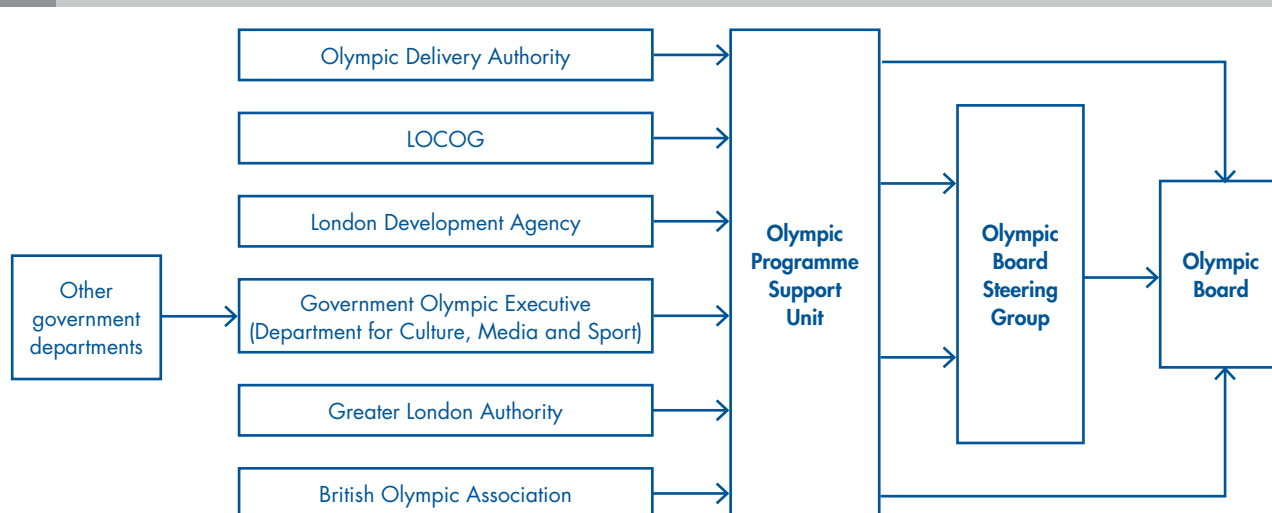 Olympic Delivery Authority
LOCOG
London Development Agency
Other
government
departments
Government Olympic Executive
(Department for Culture, Media and Sport)
Greater London Authority
British Olympic Association
Olympic
Programme
Support
Unit
Olympic
Board
Steering
Group
Olympic
Board